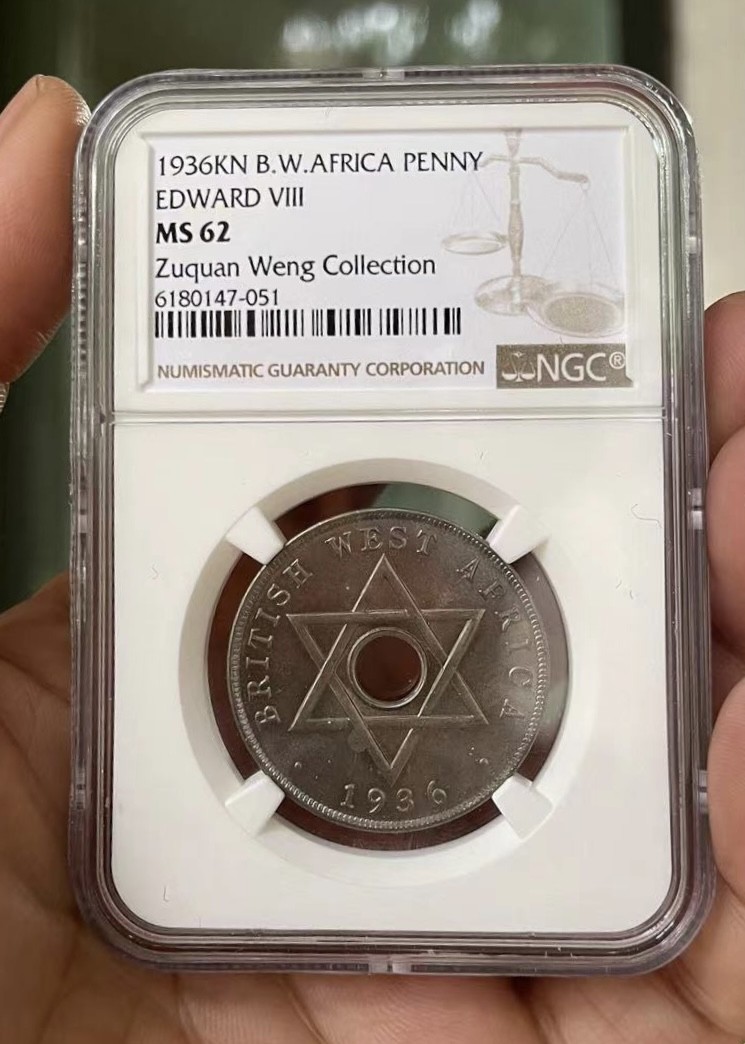 1936KN B.W.AFRICA PENNY
EDWARD VIII
MS 62
Zuquan Weng Collection
6180147-051
NUMISMATIC GUARANTY CORPORATION
NGC®
BRITISH WEST AFRICA
1936